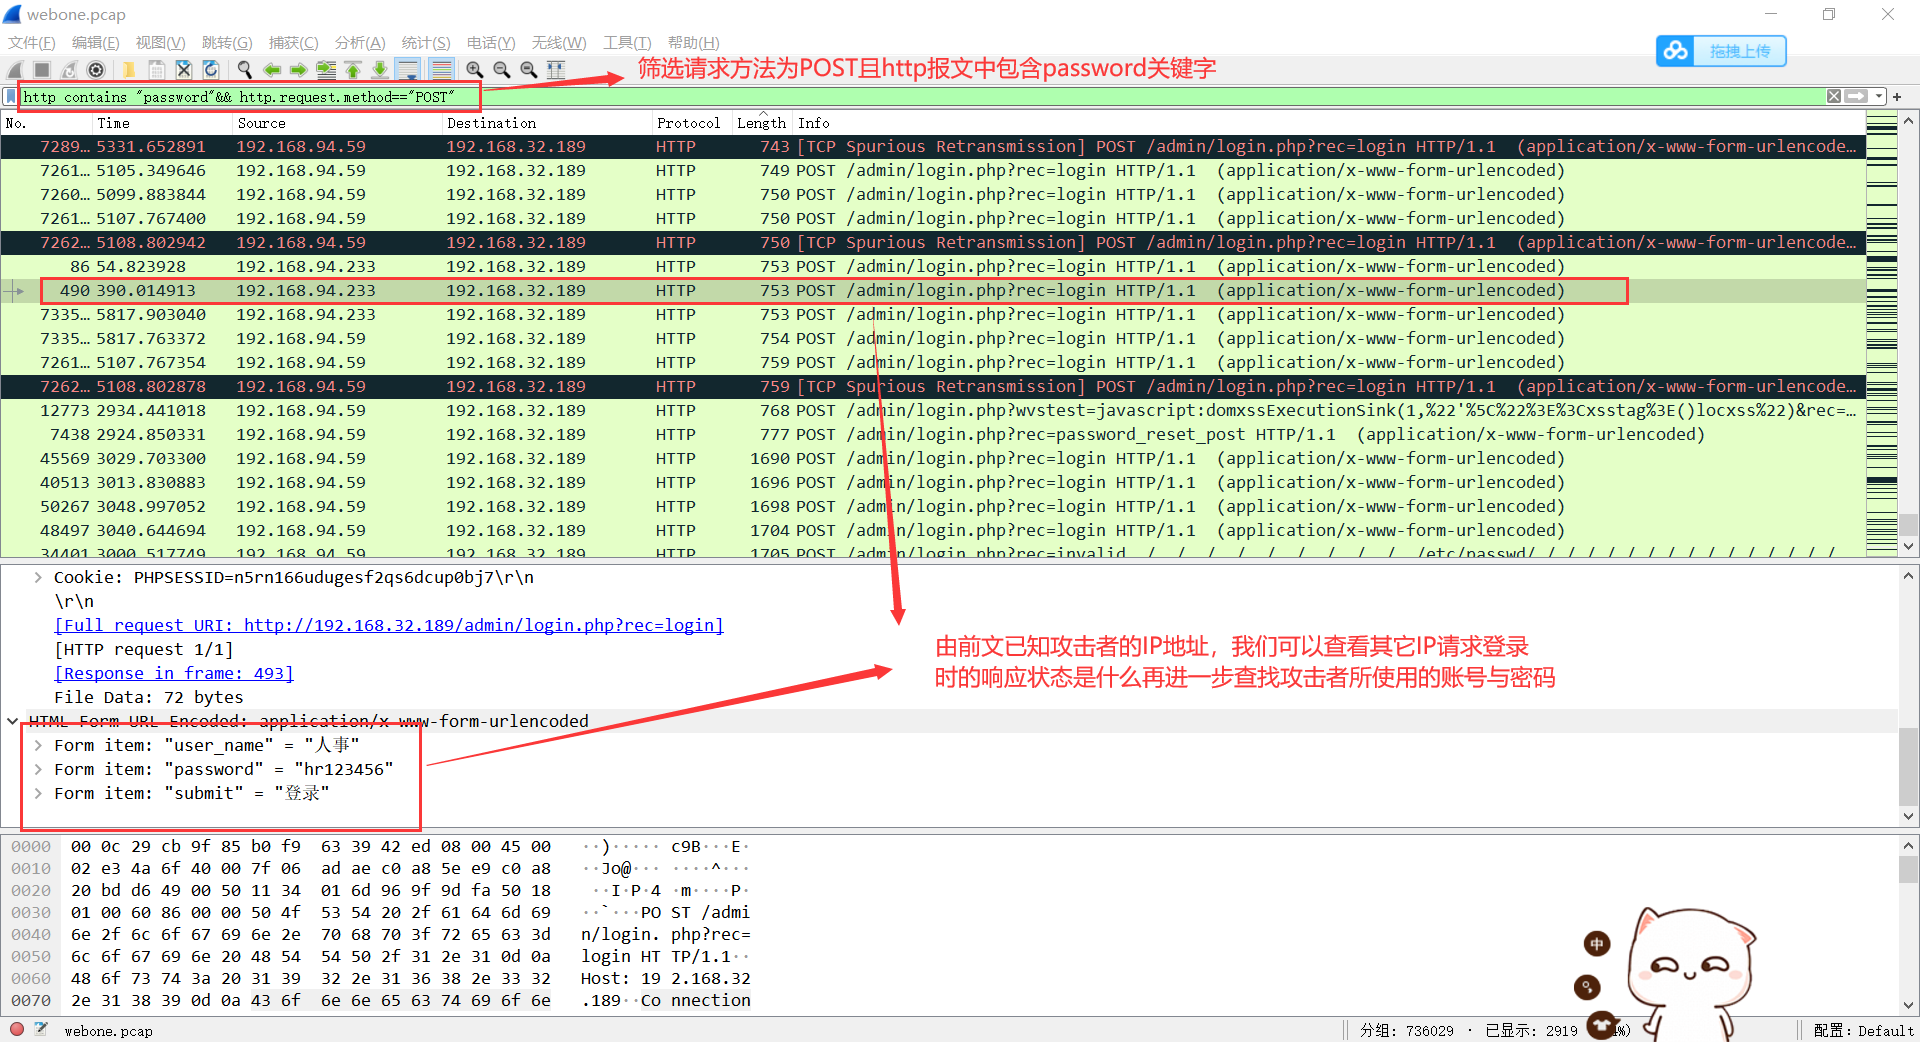 webone.pcap
文件(F) 编辑(E) 视图(V) 跳转(G) 捕获(C) 分析(A) 统计(S) 电话(Y) 无线(W) 工具(T) 帮助(H)
拖拽上传
筛选请求方法为POST且http报文中包含password关键字
http contains "password"&& http.request.method=="POST"
No. Time Source Destination Protocol Length Info
7289… 5331.652891 192.168.94.59 192.168.32.189 HTTP 743 [TCP Spurious Retransmission] POST /admin/login.php?rec=login HTTP/1.1 (application/x-www-form-urlencode…
7261… 5105.349646 192.168.94.59 192.168.32.189 HTTP 749 POST /admin/login.php?rec=login HTTP/1.1 (application/x-www-form-urlencoded)
7260… 5099.883844 192.168.94.59 192.168.32.189 HTTP 750 POST /admin/login.php?rec=login HTTP/1.1 (application/x-www-form-urlencoded)
7261… 5107.767400 192.168.94.59 192.168.32.189 HTTP 750 POST /admin/login.php?rec=login HTTP/1.1 (application/x-www-form-urlencoded)
7262… 5108.802942 192.168.94.59 192.168.32.189 HTTP 750 [TCP Spurious Retransmission] POST /admin/login.php?rec=login HTTP/1.1 (application/x-www-form-urlencode…
86 54.823928 192.168.94.233 192.168.32.189 HTTP 753 POST /admin/login.php?rec=login HTTP/1.1 (application/x-www-form-urlencoded)
490 390.014913 192.168.94.233 192.168.32.189 HTTP 753 POST /admin/login.php?rec=login HTTP/1.1 (application/x-www-form-urlencoded)
7335… 5817.903040 192.168.94.233 192.168.32.189 HTTP 753 POST /admin/login.php?rec=login HTTP/1.1 (application/x-www-form-urlencoded)
7335… 5817.763372 192.168.94.59 192.168.32.189 HTTP 754 POST /admin/login.php?rec=login HTTP/1.1 (application/x-www-form-urlencoded)
7261… 5107.767354 192.168.94.59 192.168.32.189 HTTP 759 POST /admin/login.php?rec=login HTTP/1.1 (application/x-www-form-urlencoded)
7262… 5108.802878 192.168.94.59 192.168.32.189 HTTP 759 [TCP Spurious Retransmission] POST /admin/login.php?rec=login HTTP/1.1 (application/x-www-form-urlencode…
12773 2934.441018 192.168.94.59 192.168.32.189 HTTP 768 POST /admin/login.php?wvstest=javascript:domxssExecutionSink(1,%22'%5C%22%3E%3Cxsstag%3E()locxss%22)&rec=…
7438 2924.850331 192.168.94.59 192.168.32.189 HTTP 777 POST /admin/login.php?rec=password_reset_post HTTP/1.1 (application/x-www-form-urlencoded)
45569 3029.703300 192.168.94.59 192.168.32.189 HTTP 1690 POST /admin/login.php?rec=login HTTP/1.1 (application/x-www-form-urlencoded)
40513 3013.830883 192.168.94.59 192.168.32.189 HTTP 1696 POST /admin/login.php?rec=login HTTP/1.1 (application/x-www-form-urlencoded)
50267 3048.997052 192.168.94.59 192.168.32.189 HTTP 1698 POST /admin/login.php?rec=login HTTP/1.1 (application/x-www-form-urlencoded)
48497 3040.644694 192.168.94.59 192.168.32.189 HTTP 1704 POST /admin/login.php?rec=login HTTP/1.1 (application/x-www-form-urlencoded)
34401 3000.517749 192.168.94.59 192.168.32.189 HTTP 1705 POST /admin/login.php?rec=invalid
Cookie: PHPSESSID=n5rn166udugesf2qs6dcup0bj7\r\n
\r\n
[Full request URI: http://192.168.32.189/admin/login.php?rec=login]
[HTTP request 1/1]
[Response in frame: 493]
File Data: 72 bytes
HTML Form URL Encoded: application/x-www-form-urlencoded
Form item: "user_name" = "人事"
Form item: "password" = "hr123456"
Form item: "submit" = "登录"
由前文已知攻击者的IP地址，我们可以查看其它IP请求登录
时的响应状态是什么再进一步查找攻击者所使用的账号与密码
0000 00 0c 29 cb 9f 85 b0 f9 63 39 42 ed 08 00 45 00 ··)····· c9B···E·
0010 02 e3 4a 6f 40 00 7f 06 ad ae c0 a8 5e e9 c0 a8 ··Jo@··· ····^···
0020 20 bd d6 49 00 50 11 34 01 6d 96 9f 9d fa 50 18 ··I·P·4 ·m····P·
0030 01 00 60 86 00 00 50 4f 53 54 20 2f 61 64 6d 69 ··`···PO ST /admi
0040 6e 2f 6c 6f 67 69 6e 2e 70 68 70 3f 72 65 63 3d n/login. php?rec=
0050 6c 6f 67 69 6e 20 48 54 54 50 2f 31 2e 31 0d 0a login HT TP/1.1··
0060 48 6f 73 74 3a 20 31 39 32 2e 31 36 38 2e 33 32 Host: 19 2.168.32
0070 2e 31 38 39 0d 0a 43 6f 6e 6e 65 63 74 69 6f 6e .189··Co nnection
中
webone.pcap 分组: 736029 · 已显示: 2919 配置: Default